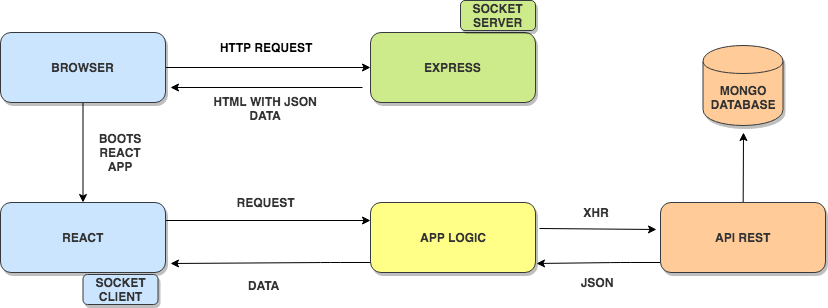 SOCKET
SERVER
HTTP REQUEST
BROWSER
EXPRESS
HTML WITH JSON
DATA
MONGO
DATABASE
BOOTS
REACT
APP
REQUEST
XHR
REACT
APP LOGIC
API REST
DATA
JSON
SOCKET
CLIENT